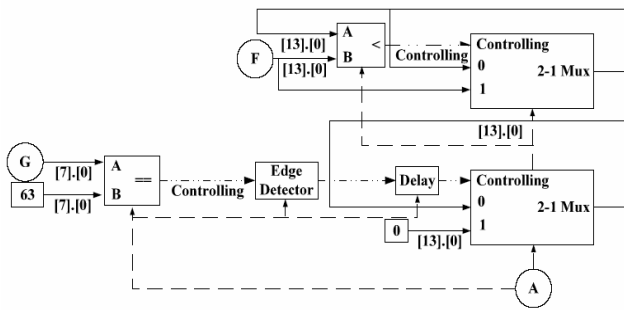 [13].[0]
A
<
Controlling
F
B
Controlling
0
2-1 Mux
[13].[0]
1
[13].[0]
G
A
[7].[0]
==
Edge
Detector
Delay
Controlling
63
B
Controlling
0
2-1 Mux
[7].[0]
0
1
[13].[0]
A